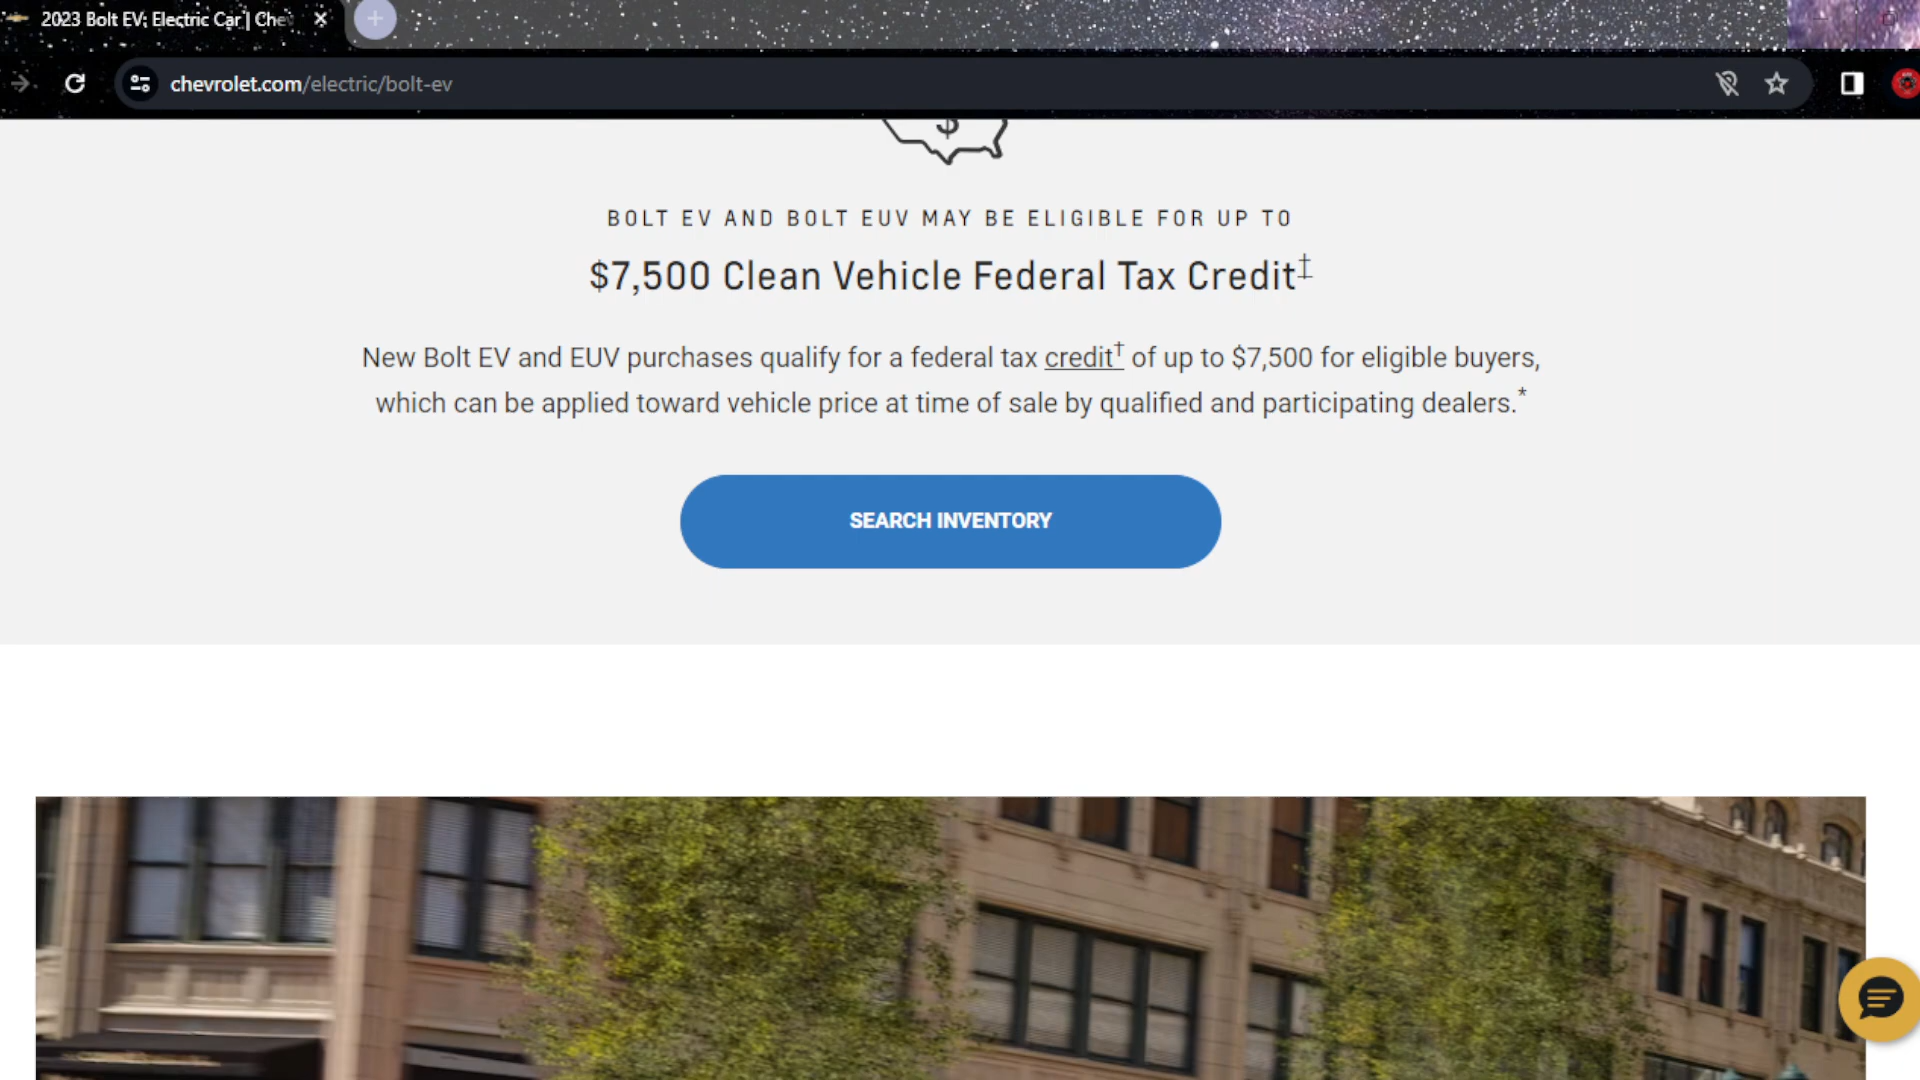 2023 Bolt EV: Electric Car | Che
chevrolet.com/electric/bolt-ev
$
BOLT EV AND BOLT EUV MAY BE ELIGIBLE FOR UP TO
$7,500 Clean Vehicle Federal Tax Credit‡
New Bolt EV and EUV purchases qualify for a federal tax credit† of up to $7,500 for eligible buyers,
which can be applied toward vehicle price at time of sale by qualified and participating dealers.*
SEARCH INVENTORY